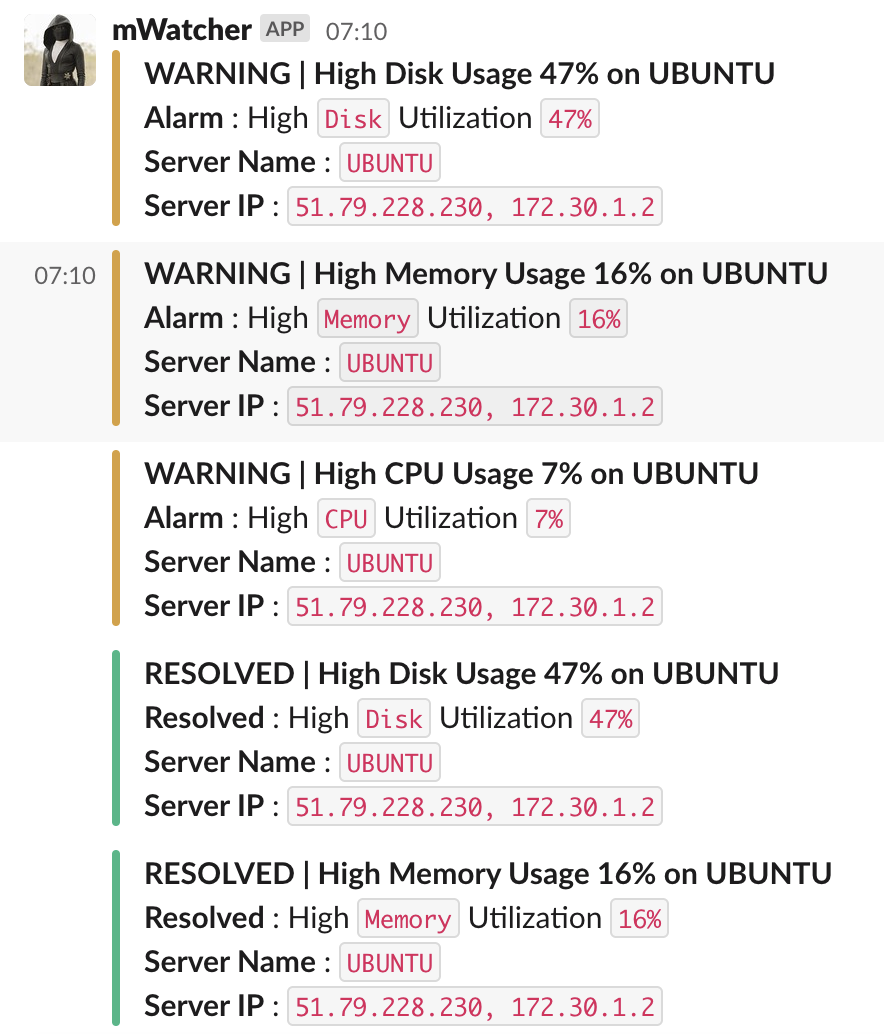 mWatcher APP 07:10
WARNING | High Disk Usage 47% on UBUNTU
Alarm : High Disk Utilization 47%
Server Name : UBUNTU
Server IP : 51.79.228.230, 172.30.1.2
07:10 WARNING | High Memory Usage 16% on UBUNTU
Alarm : High Memory Utilization 16%
Server Name : UBUNTU
Server IP : 51.79.228.230, 172.30.1.2
WARNING | High CPU Usage 7% on UBUNTU
Alarm : High CPU Utilization 7%
Server Name : UBUNTU
Server IP : 51.79.228.230, 172.30.1.2
RESOLVED | High Disk Usage 47% on UBUNTU
Resolved : High Disk Utilization 47%
Server Name : UBUNTU
Server IP : 51.79.228.230, 172.30.1.2
RESOLVED | High Memory Usage 16% on UBUNTU
Resolved : High Memory Utilization 16%
Server Name : UBUNTU
Server IP : 51.79.228.230, 172.30.1.2